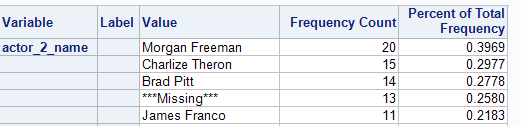 Variable Label Value Frequency Count Percent of Total Frequency
actor_2_name Morgan Freeman 20 0.3969
Charlize Theron 15 0.2977
Brad Pitt 14 0.2778
***Missing*** 13 0.2580
James Franco 11 0.2183